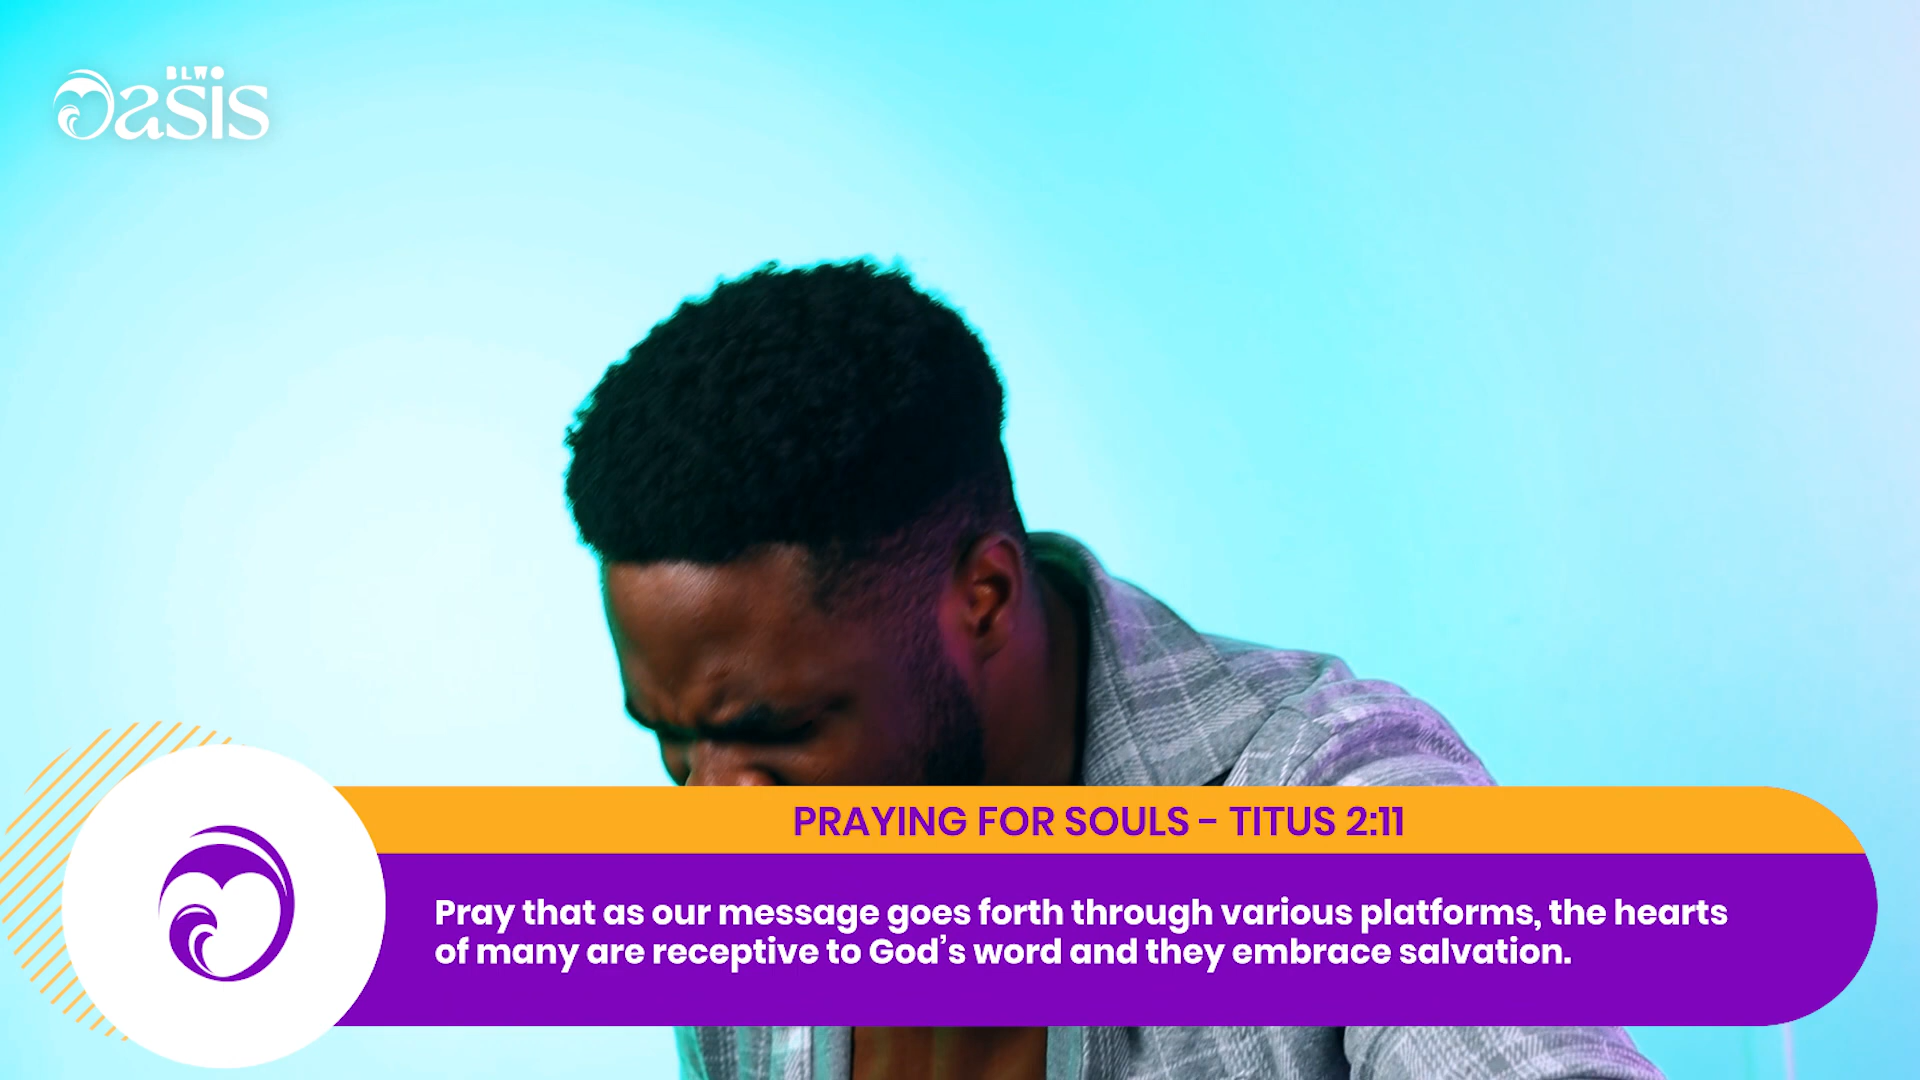 BLWO
Oasis
PRAYING FOR SOULS - TITUS 2:11
Pray that as our message goes forth through various platforms, the hearts
of many are receptive to God's word and they embrace salvation.